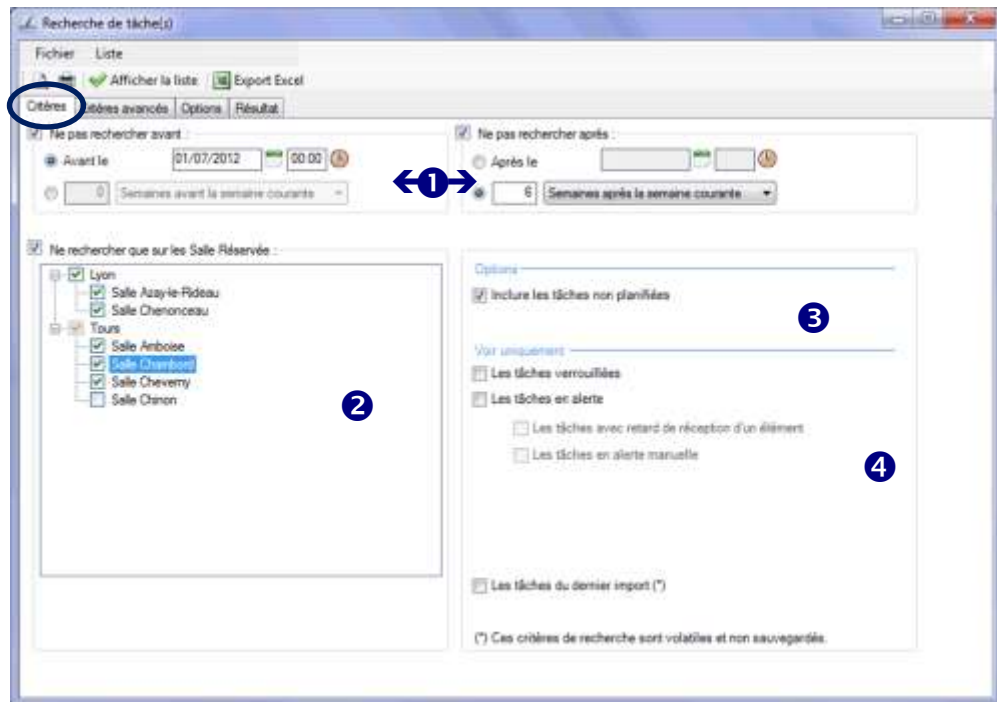 Recherche de tâche(s)
Fichier Liste
Afficher la liste Export Excel
Critères Critères avancés Options Résultat
Ne pas rechercher avant :
Avant le 01/07/2012 00:00
0 Semaines avant la semaine courante
Ne pas rechercher après :
Après le
6 Semaines après la semaine courante
1
Ne rechercher que sur les Salle Réservée :
Lyon
Salle Azay-le-Rideau
Salle Chenonceau
Tours
Salle Amboise
Salle Chambord
Salle Cheverny
Salle Chinon
2
Options
Inclure les tâches non planifiées
3
Voir uniquement
Les tâches verrouillées
Les tâches en alerte
Les tâches avec retard de réception d'un élément
Les tâches en alerte manuelle
4
Les tâches du dernier import (*)
(*) Ces critères de recherche sont volatiles et non sauvegardés.